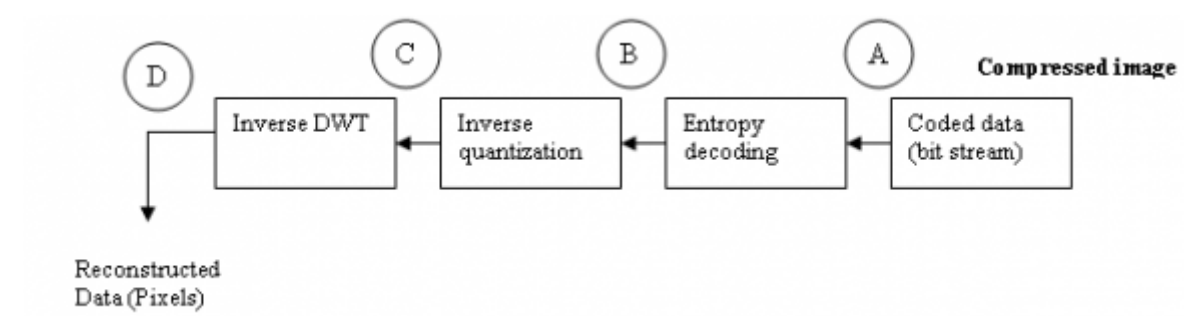 D
C
B
A
Compressed image
Inverse DWT
Inverse
quantization
Entropy
decoding
Coded data
(bit stream)
Reconstructed
Data(Pixels)